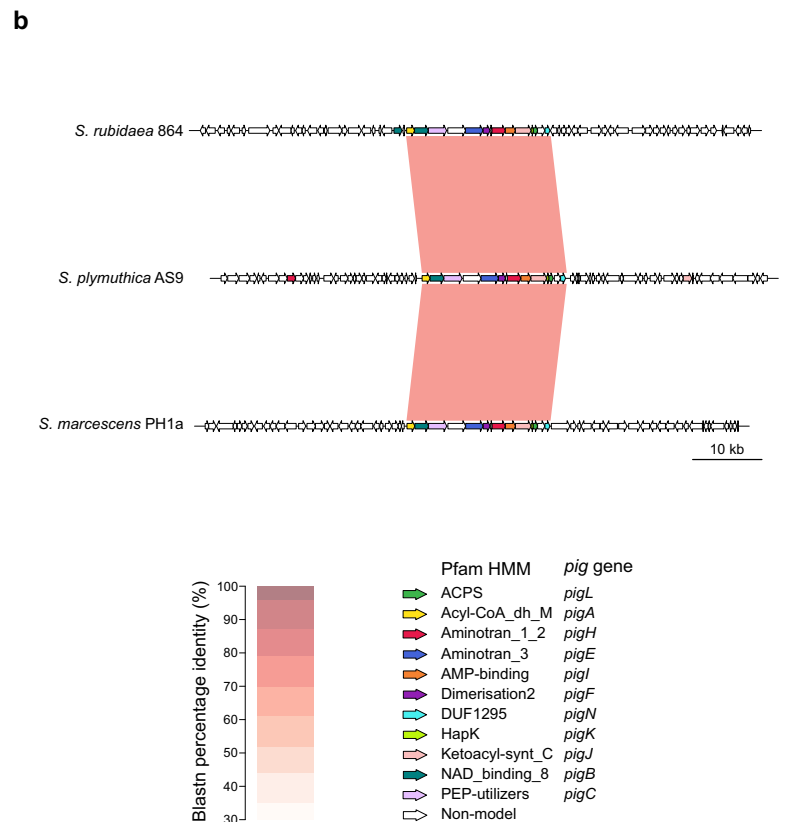 b
S. rubidaea 864
S. plymuthica AS9
S. marcescens PH1a
10 kb
Blastn percentage identity (%)
100
90
80
70
60
50
40
30
Pfam HMM pig gene
ACPS pigL
Acyl-CoA_dh_M pigA
Aminotran_1_2 pigH
Aminotran_3 pigE
AMP-binding pigI
Dimerisation2 pigF
DUF1295 pigN
HapK pigK
Ketoacyl-synt_C pigJ
NAD_binding_8 pigB
PEP-utilizers pigC
Non-model